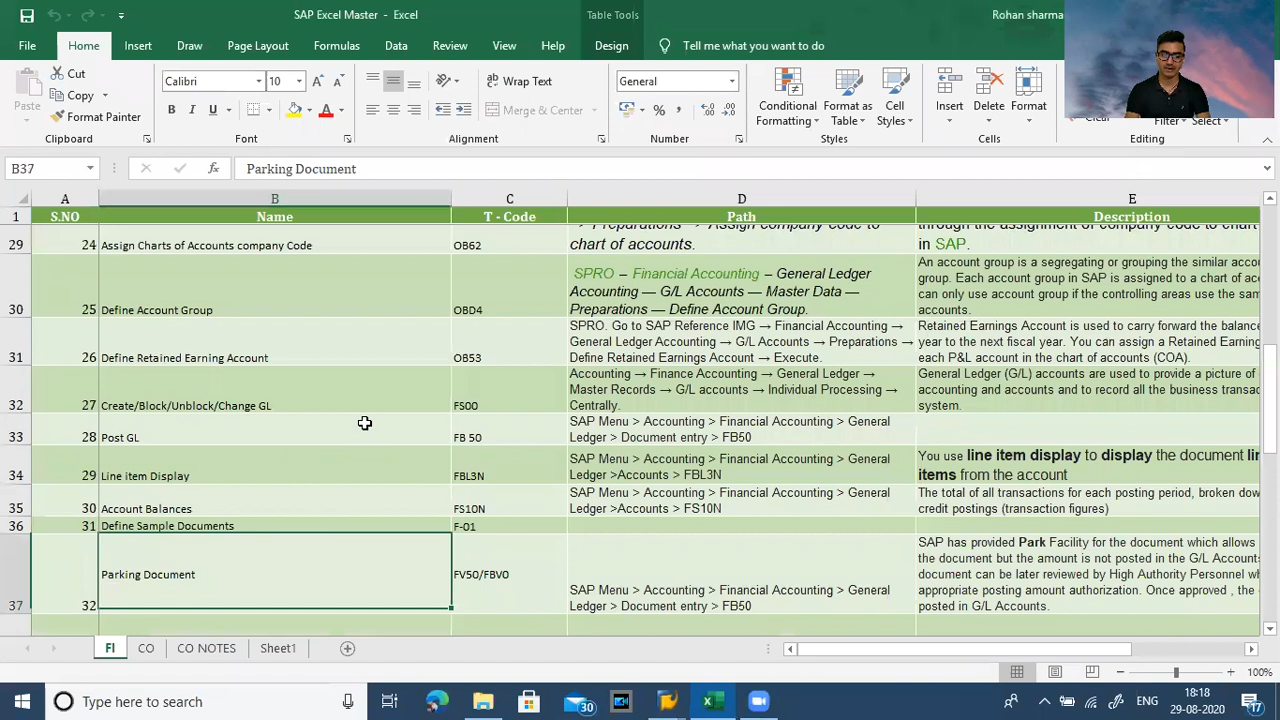 SAP Excel Master - Excel
Table Tools
Rohan sharma
File
Home
Insert
Draw
Page Layout
Formulas
Data
Review
View
Help
Design
Tell me what you want to do
Paste
Cut
Copy
Format Painter
Clipboard
Calibri
10
B I U
Font
Wrap Text
Merge & Center
Alignment
General
Number
Conditional Formatting
Format as Table
Cell Styles
Styles
Insert
Delete
Format
Cells
Clear
Filter
Select
Editing
B37
fx
Parking Document
A B C D E
1 S.NO Name T - Code Path Description
chart of accounts.
in SAP.
29 24 Assign Charts of Accounts company Code OB62
SPRO – Financial Accounting – General Ledger
Accounting — G/L Accounts — Master Data —
Preparations — Define Account Group.
An account group is a segregating or grouping the similar
group. Each account group in SAP is assigned to a chart of
can only use account group if the controlling areas use the
accounts.
30 25 Define Account Group OBD4
SPRO. Go to SAP Reference IMG → Financial Accounting →
General Ledger Accounting → G/L Accounts → Preparations →
Define Retained Earnings Account → Execute.
Retained Earnings Account is used to carry forward the
year to the next fiscal year. You can assign a Retained
each P&L account in the chart of accounts (COA).
31 26 Define Retained Earning Account OB53
Accounting → Finance Accounting → General Ledger →
Master Records → G/L accounts → Individual Processing →
Centrally.
General Ledger (G/L) accounts are used to provide a picture of
accounting and accounts and to record all the business
system.
32 27 Create/Block/Unblock/Change GL FS00
SAP Menu > Accounting > Financial Accounting > General
Ledger > Document entry > FB50
33 28 Post GL FB 50
SAP Menu > Accounting > Financial Accounting > General
Ledger >Accounts > FBL3N
You use line item display to display the document
items from the account
34 29 Line item Display FBL3N
SAP Menu > Accounting > Financial Accounting > General
Ledger >Accounts > FS10N
The total of all transactions for each posting period, broken
credit postings (transaction figures)
35 30 Account Balances FS10N
36 31 Define Sample Documents F-01
Parking Document FV50/FBV0
SAP Menu > Accounting > Financial Accounting > General
Ledger > Document entry > FB50
SAP has provided Park Facility for the document which allows
the document but the amount is not posted in the G/L
document can be later reviewed by High Authority Personnel
appropriate posting amount authorization. Once approved , the
posted in G/L Accounts.
37 32
FI
CO
CO NOTES
Sheet1
100%
Type here to search
30
ENG
18:18
29-08-2020
17